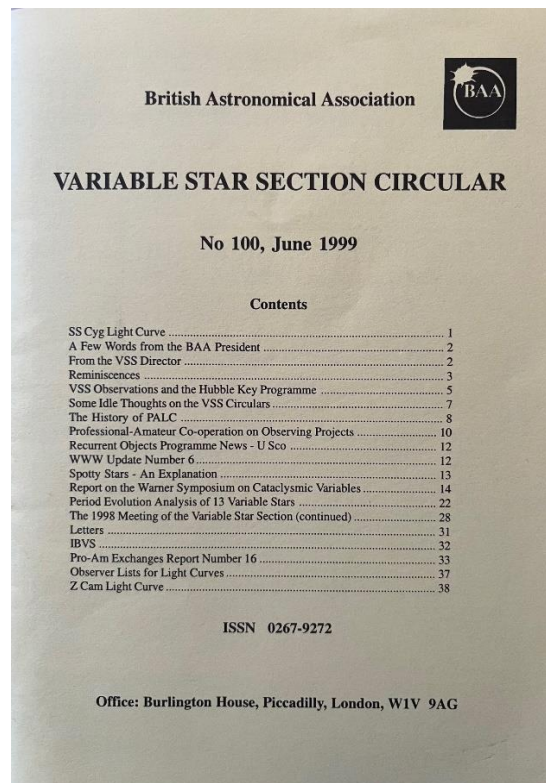 British Astronomical Association
BAA
VARIABLE STAR SECTION CIRCULAR
No 100, June 1999
Contents
SS Cyg Light Curve ........ 1
A Few Words from the BAA President ........ 2
From the VSS Director ........ 2
Reminiscences ........ 3
VSS Observations and the Hubble Key Programme ........ 5
Some Idle Thoughts on the VSS Circulars ........ 7
The History of PALC ........ 8
Professional-Amateur Co-operation on Observing Projects ........ 10
Recurrent Objects Programme News - U Sco ........ 12
WWW Update Number 6 ........ 12
Spotty Stars - An Explanation ........ 13
Report on the Warner Symposium on Cataclysmic Variables ........ 14
Period Evolution Analysis of 13 Variable Stars ........ 22
The 1998 Meeting of the Variable Star Section (continued) ........ 28
Letters ........ 31
IBVS ........ 32
Pro-Am Exchanges Report Number 16 ........ 33
Observer Lists for Light Curves ........ 37
Z Cam Light Curve ........ 38
ISSN 0267-9272
Office: Burlington House, Piccadilly, London, W1V 9AG